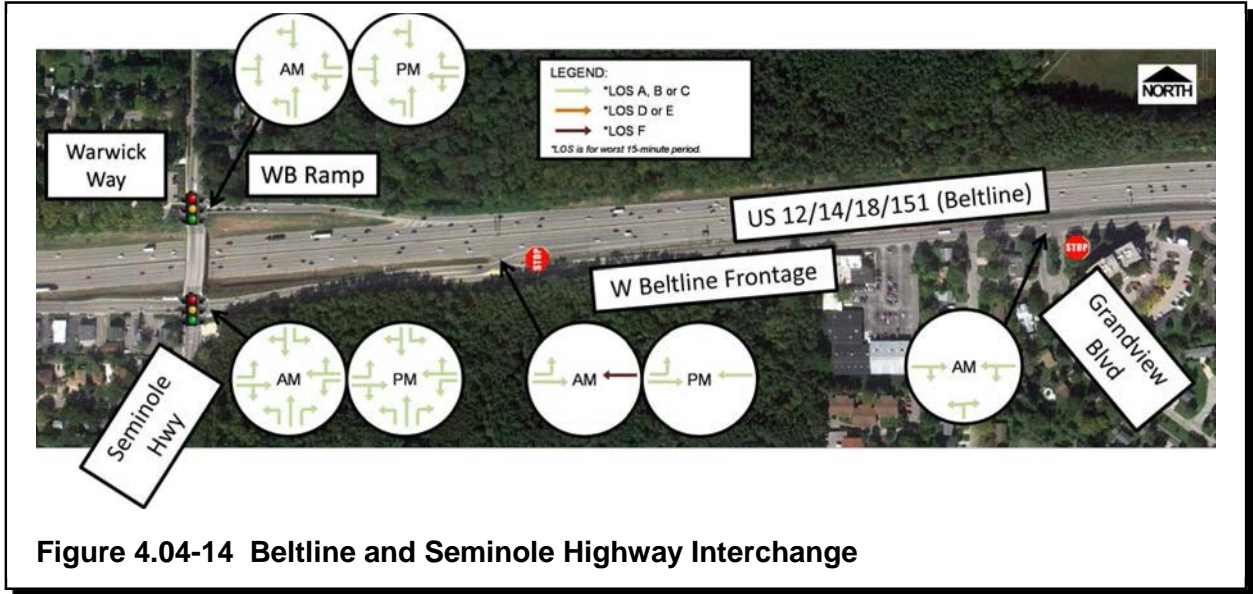 AM
PM
LEGEND:
*LOS A, B or C
*LOS D or E
*LOS F
*LOS is for worst 15-minute period.
NORTH
Warwick
Way
WB Ramp
US 12/14/18/151 (Beltline)
STOP
STOP
W Beltline Frontage
Grandview
Blvd
Seminole
Hwy
AM
PM
AM
PM
AM
Figure 4.04-14 Beltline and Seminole Highway Interchange